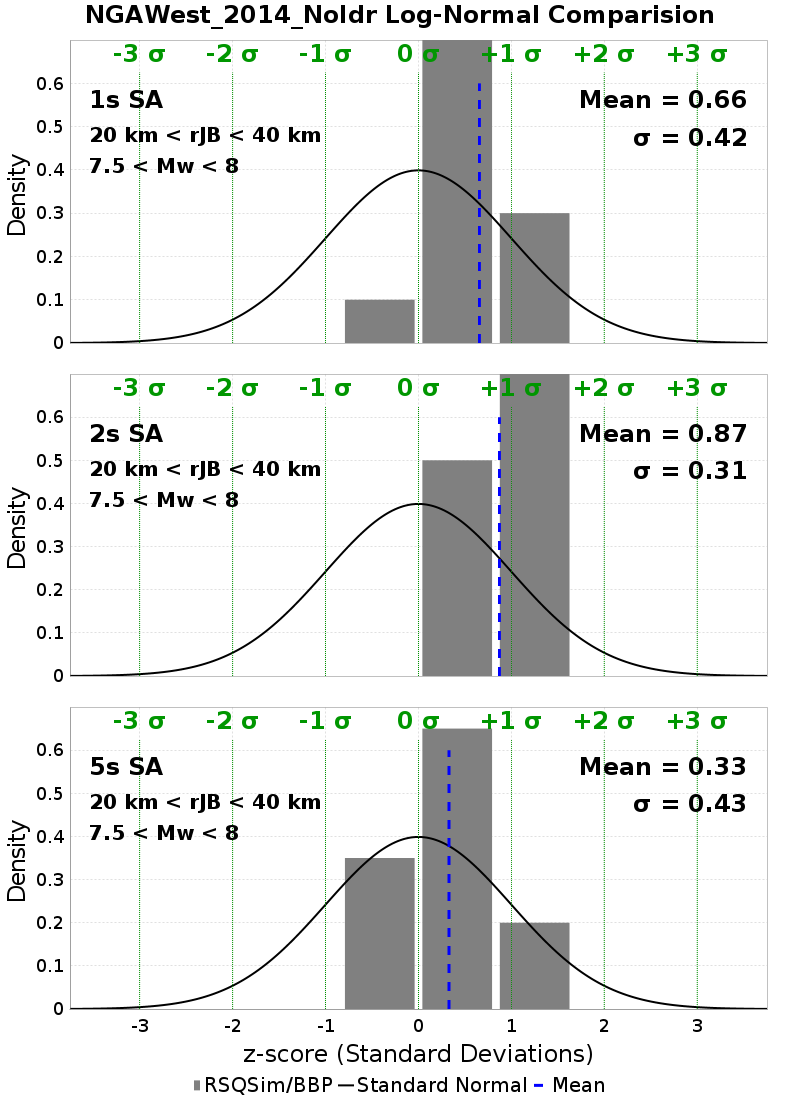 NGAWest_2014_NoIdr Log-Normal Comparision
-3 σ -2 σ -1 σ 0 σ +1 σ +2 σ +3 σ
1s SA
Mean = 0.66
20 km < rJB < 40 km
σ = 0.42
7.5 < Mw < 8
Density
0.6
0.5
0.4
0.3
0.2
0.1
0
-3 σ -2 σ -1 σ 0 σ +1 σ +2 σ +3 σ
2s SA
Mean = 0.87
20 km < rJB < 40 km
σ = 0.31
7.5 < Mw < 8
Density
0.6
0.5
0.4
0.3
0.2
0.1
0
-3 σ -2 σ -1 σ 0 σ +1 σ +2 σ +3 σ
5s SA
Mean = 0.33
20 km < rJB < 40 km
σ = 0.43
7.5 < Mw < 8
Density
0.6
0.5
0.4
0.3
0.2
0.1
0
-3 -2 -1 0 1 2 3
z-score (Standard Deviations)
RSQSim/BBP Standard Normal Mean